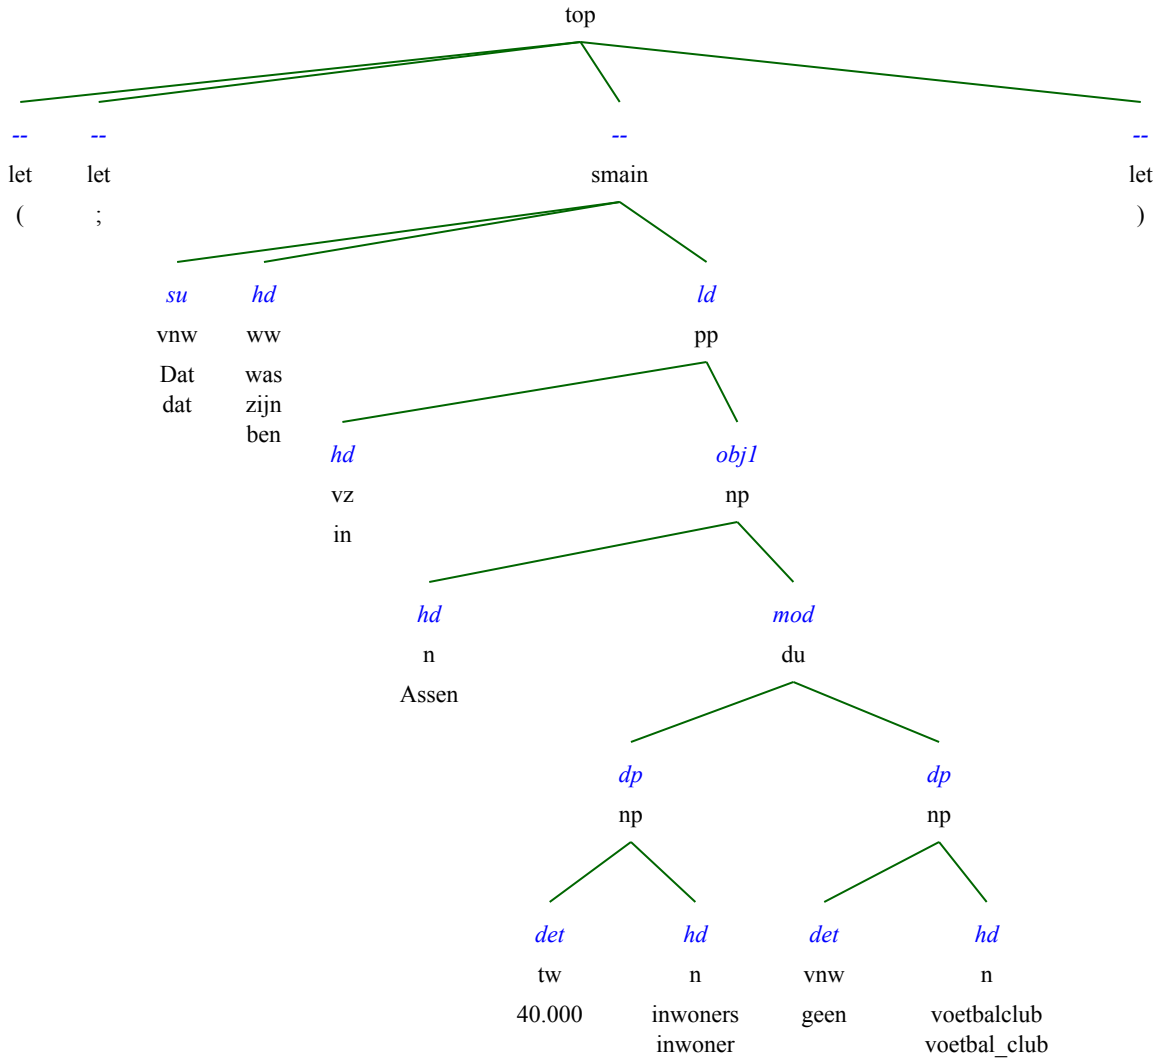 top
-- -- -- --
let let smain let
( ; )
su hd ld
vnw ww pp
Dat was
dat zijn
ben
hd obj1
vz np
in
hd mod
n du
Assen
dp dp
np np
det hd det hd
tw n vnw n
40.000 inwoners geen voetbalclub
inwoner voetbal_club